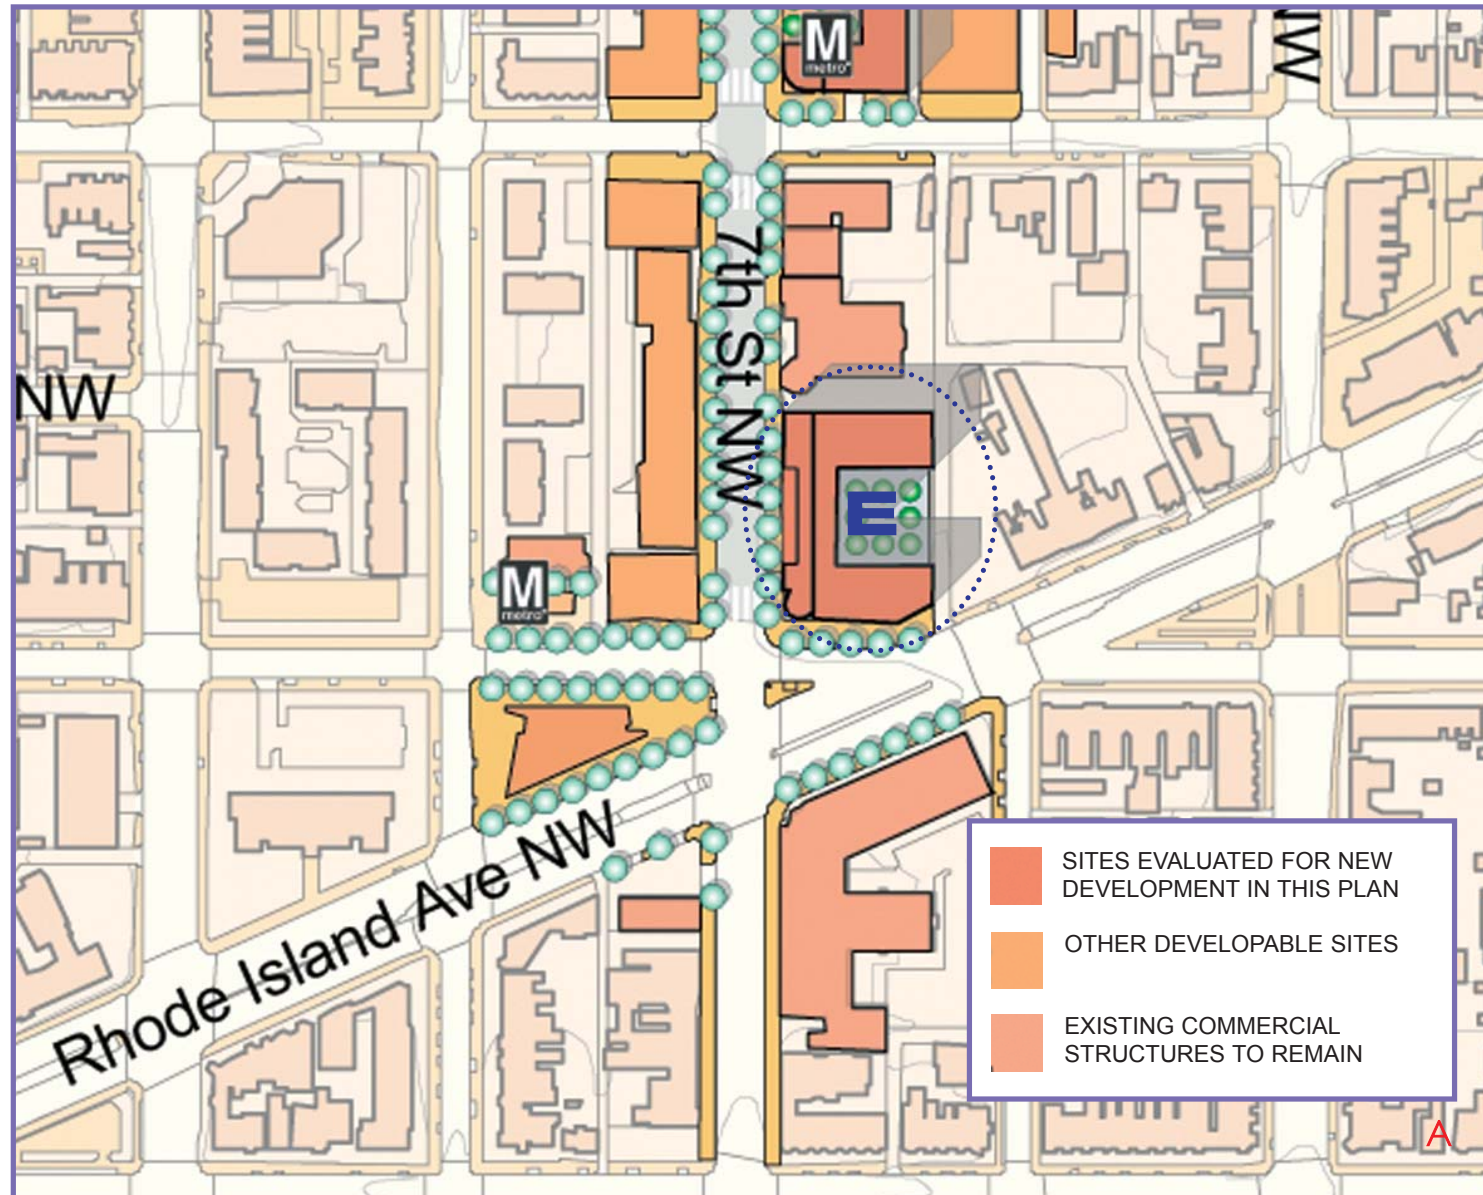 M
metro
NW
7th St NW
NW
E
M
metro
Rhode Island Ave NW
SITES EVALUATED FOR NEW
DEVELOPMENT IN THIS PLAN
OTHER DEVELOPABLE SITES
EXISTING COMMERCIAL
STRUCTURES TO REMAIN
A